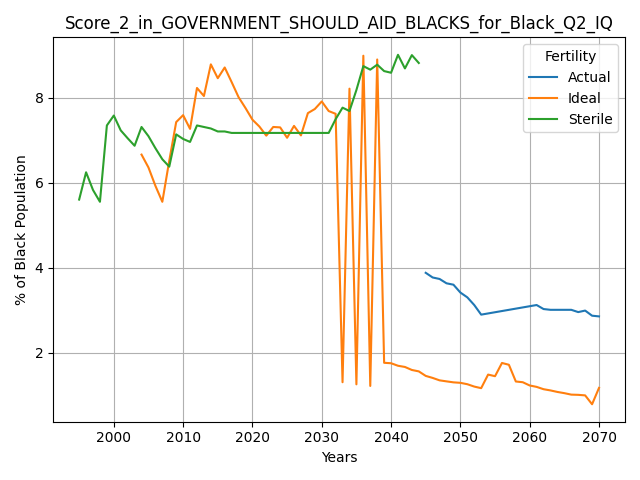 Score_2_in_GOVERNMENT_SHOULD_AID_BLACKS_for_Black_Q2_IQ
Fertility
Actual
Ideal
Sterile
% of Black Population
8
6
4
2
2000 2010 2020 2030 2040 2050 2060 2070
Years